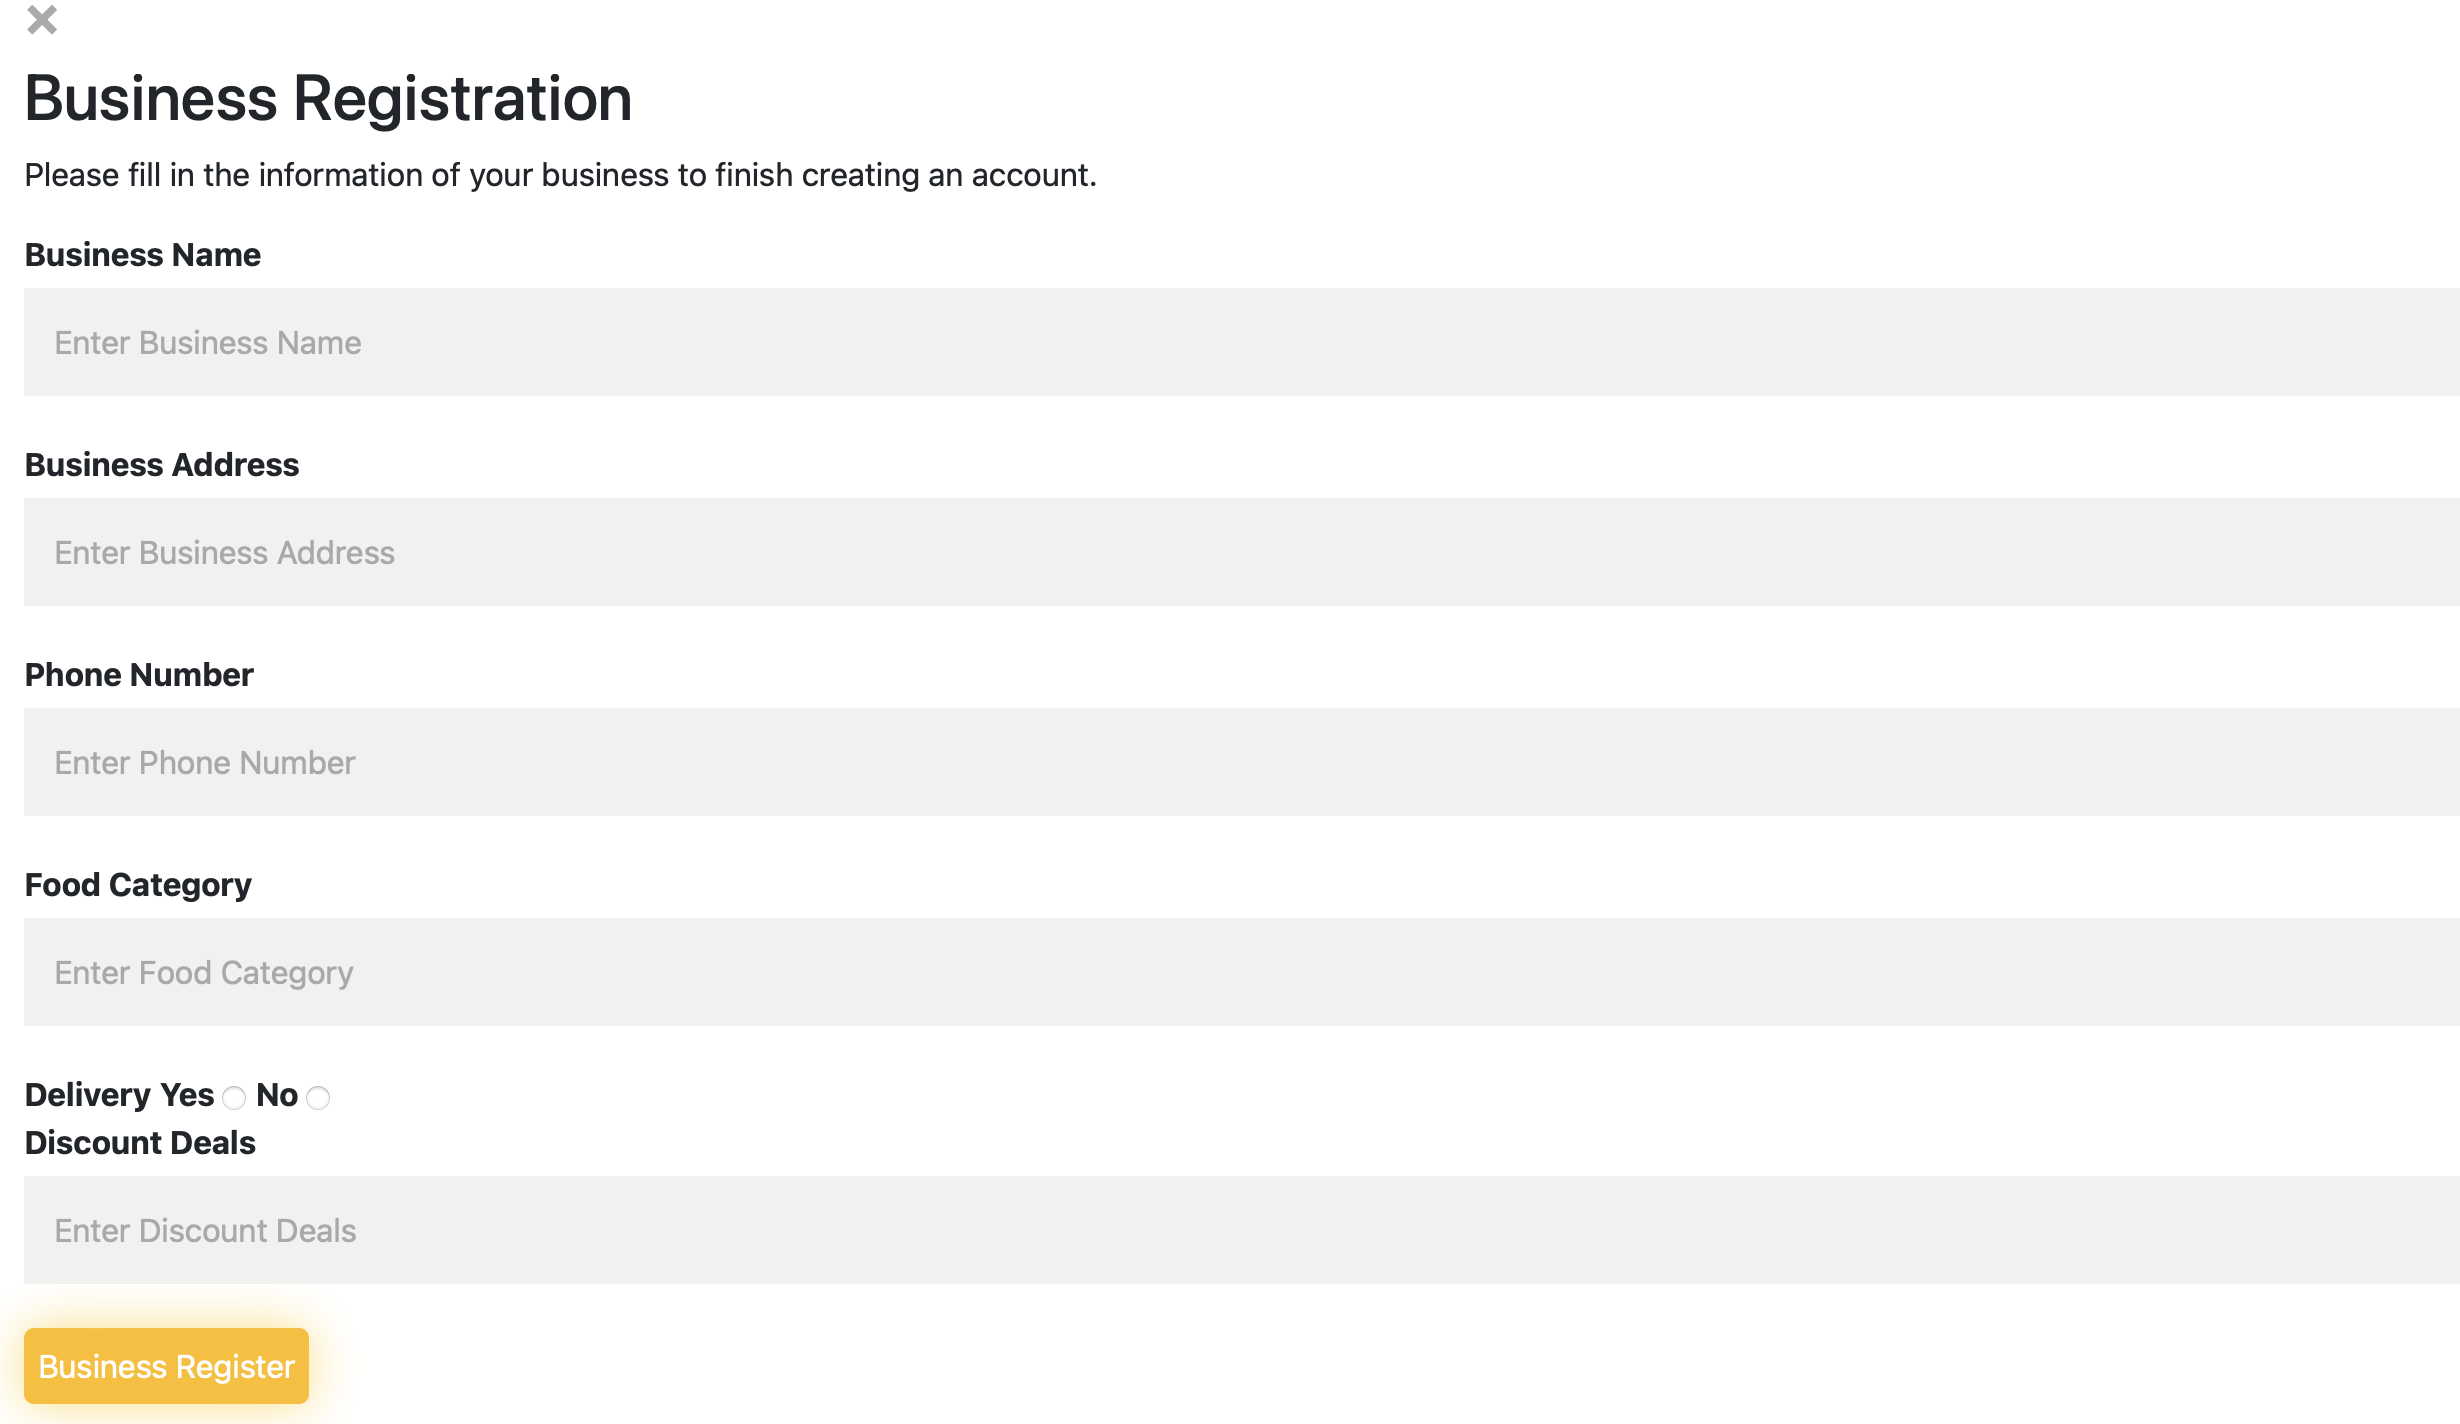 Business Registration
Please fill in the information of your business to finish creating an account.
Business Name
Enter Business Name
Business Address
Enter Business Address
Phone Number
Enter Phone Number
Food Category
Enter Food Category
Delivery Yes No
Discount Deals
Enter Discount Deals
Business Register